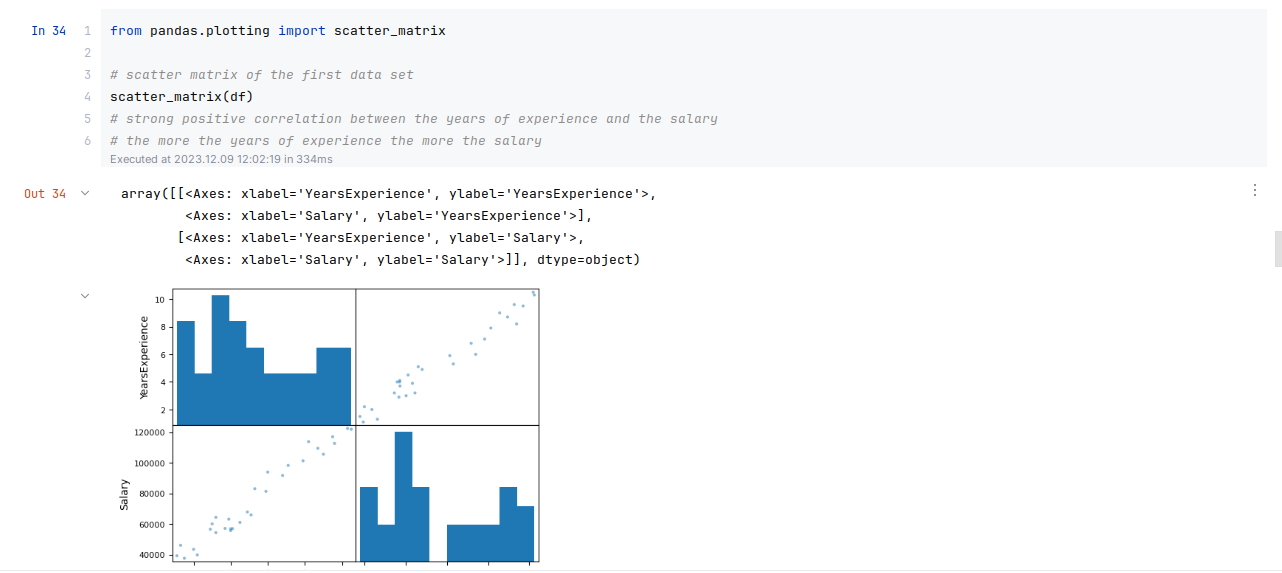 In 34 1 from pandas.plotting import scatter_matrix
2
3 # scatter matrix of the first data set
4 scatter_matrix(df)
5 # strong positive correlation between the years of experience and the salary
6 # the more the years of experience the more the salary
Executed at 2023.12.09 12:02:19 in 334ms
Out 34 array([[<Axes: xlabel='YearsExperience', ylabel='YearsExperience'>,
<Axes: xlabel='Salary', ylabel='YearsExperience'>],
[<Axes: xlabel='YearsExperience', ylabel='Salary'>,
<Axes: xlabel='Salary', ylabel='Salary'>]], dtype=object)
YearsExperience
10
8
6
4
2
Salary
120000
100000
80000
60000
40000